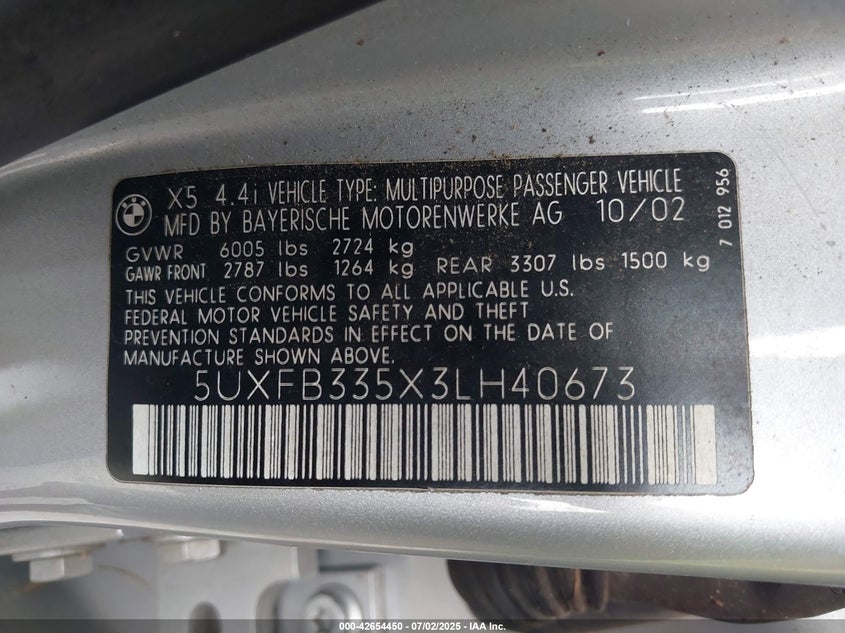 X5 4.4i VEHICLE TYPE: MULTIPURPOSE PASSENGER VEHICLE
MFD BY BAYERISCHE MOTORENWERKE AG 10/02
GVWR 6005 lbs 2724 kg
GAWR FRONT 2787 lbs 1264 kg REAR 3307 lbs 1500 kg
THIS VEHICLE CONFORMS TO ALL APPLICABLE U.S.
FEDERAL MOTOR VEHICLE SAFETY AND THEFT
PREVENTION STANDARDS IN EFFECT ON THE DATE OF
MANUFACTURE SHOWN ABOVE.
5UXFB335X3LH40673
7 012 956
000-42654450 - 07/02/2025 - IAA Inc.